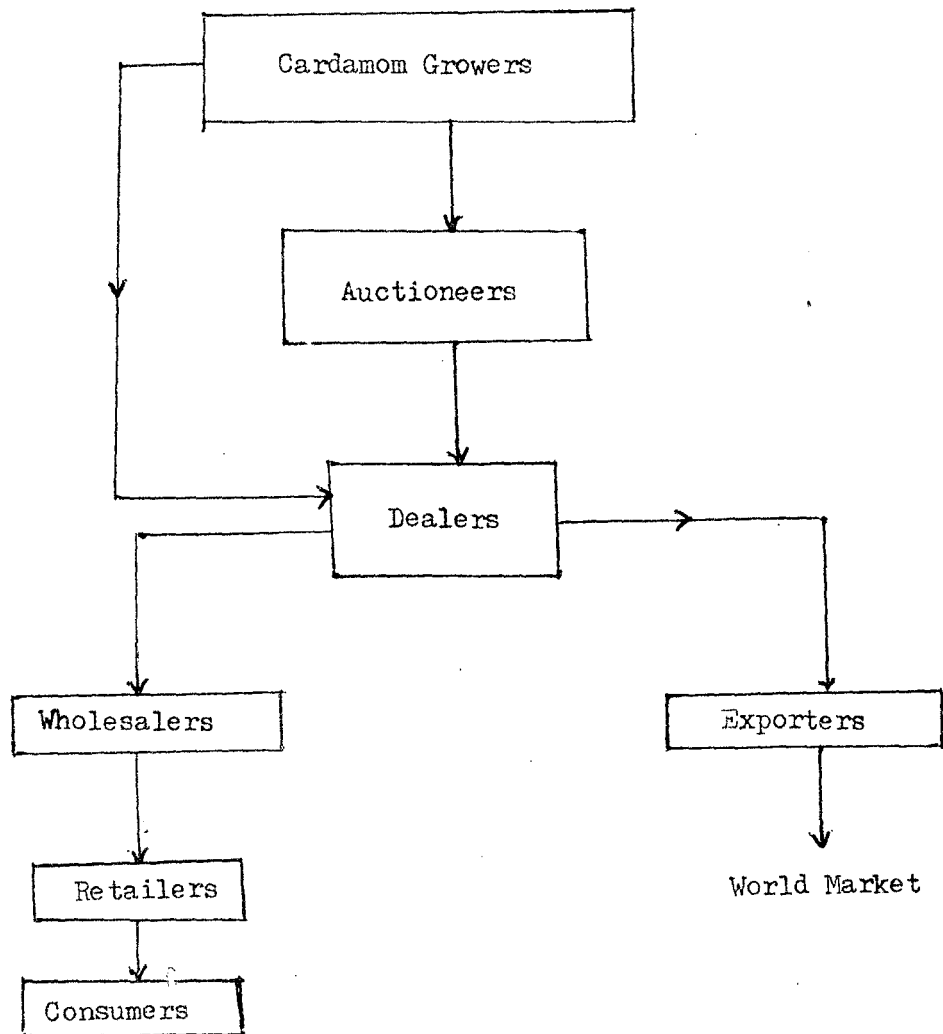 Cardamom Growers
Auctioneers
Dealers
Wholesalers
Exporters
Retailers
World Market
Consumers